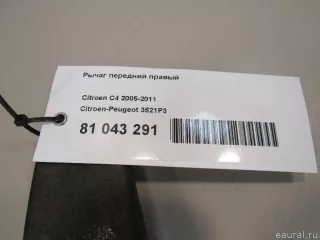 Рычаг передний правый
Citroen C4 2005-2011
Citroen-Peugeot 3521P3
81 043 291
eaural.ru